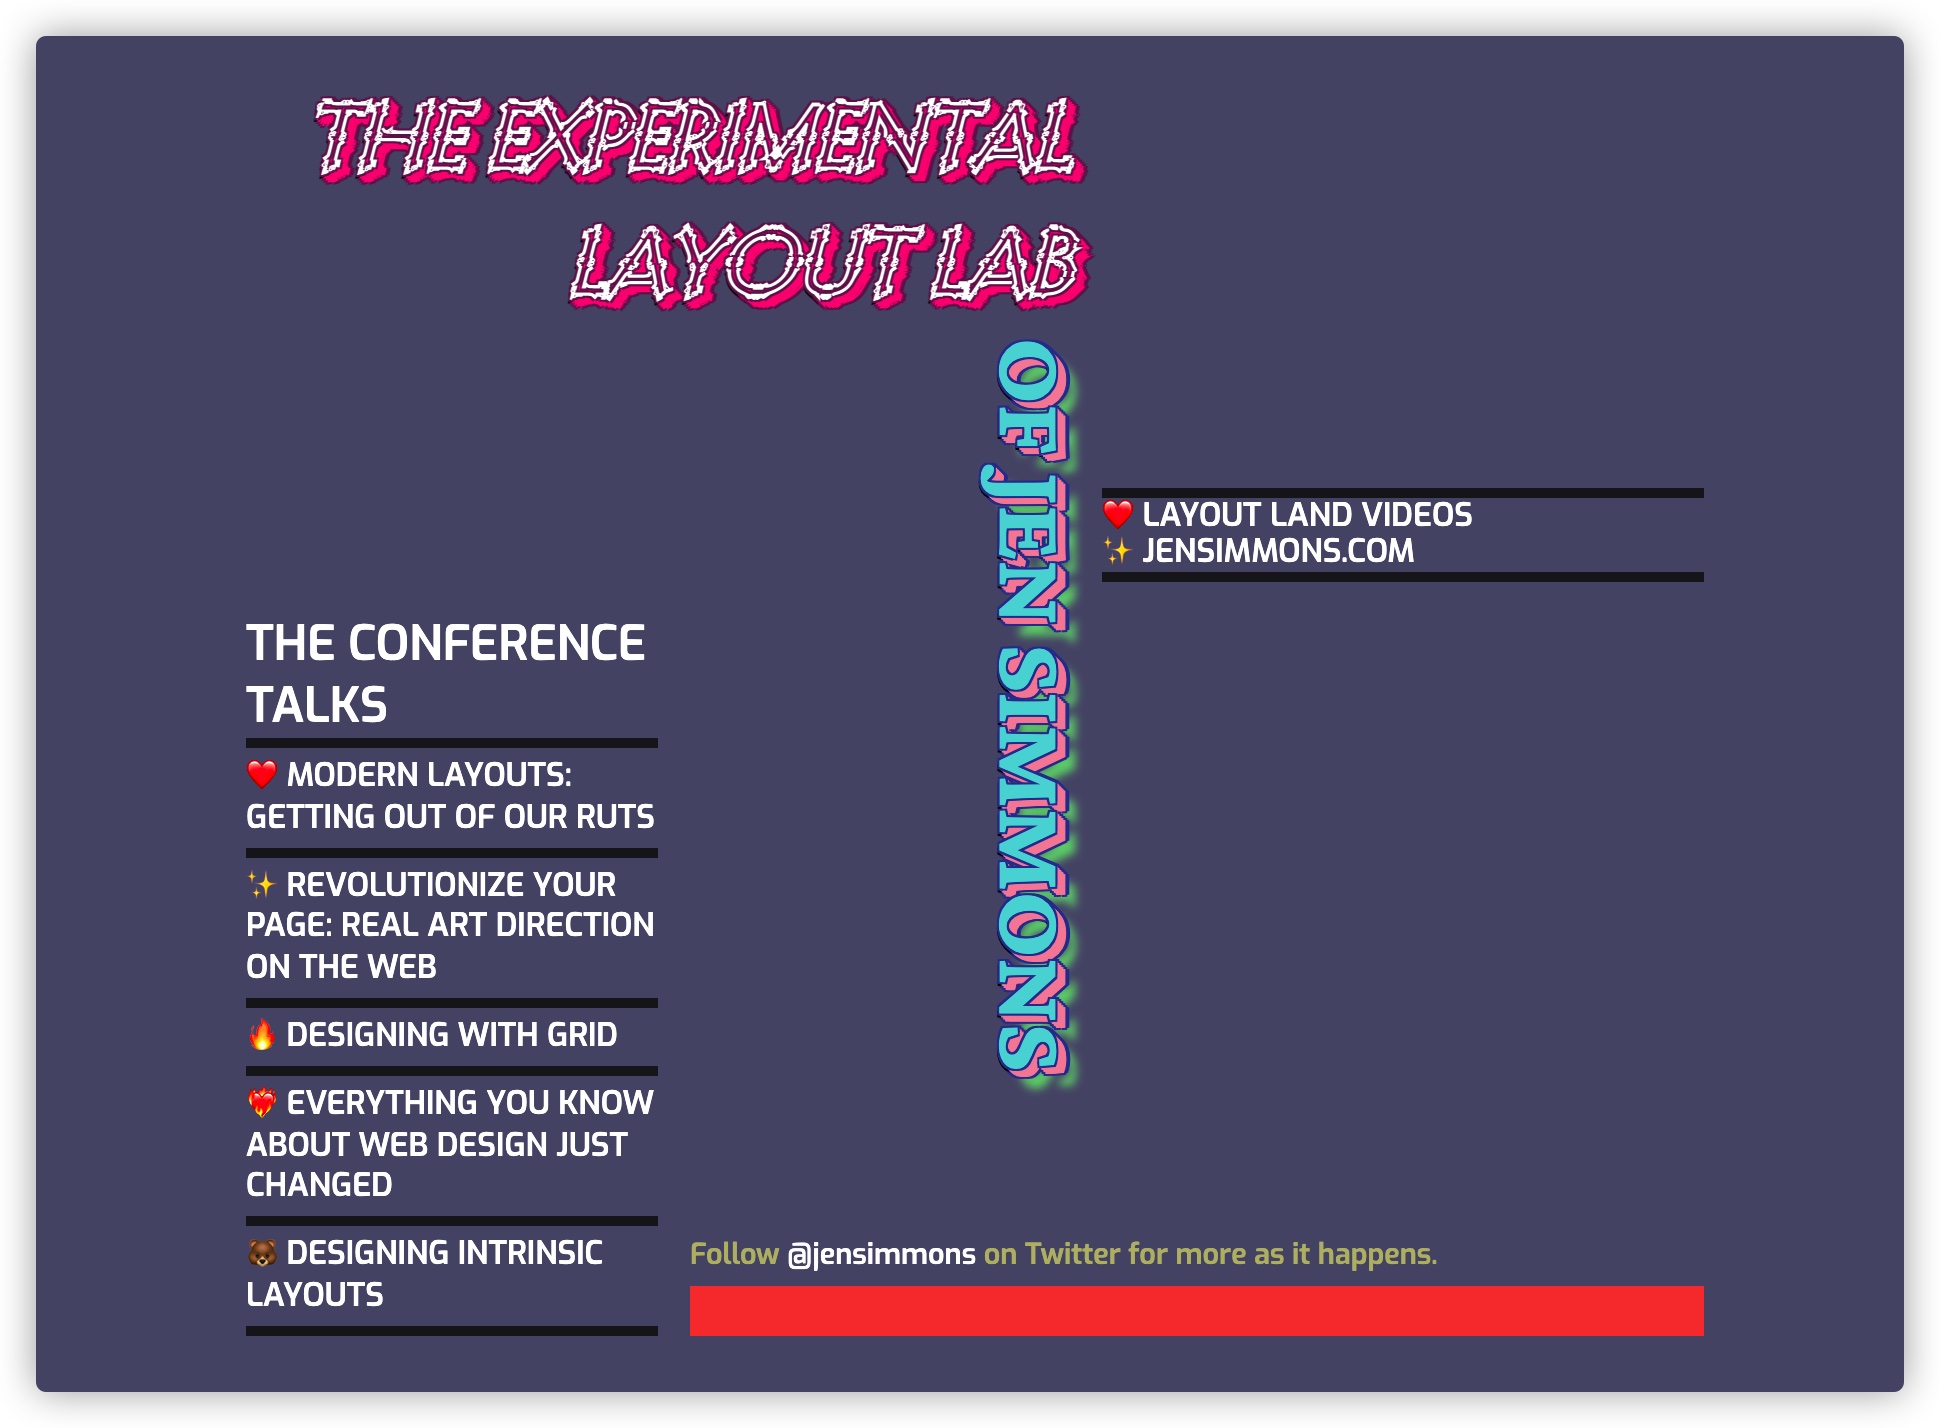 THE EXPERIMENTAL
LAYOUT LAB
OF JEN SIMMONS
❤️ LAYOUT LAND VIDEOS
✨ JENSIMMONS.COM
THE CONFERENCE
TALKS
❤️ MODERN LAYOUTS:
GETTING OUT OF OUR RUTS
✨ REVOLUTIONIZE YOUR
PAGE: REAL ART DIRECTION
ON THE WEB
🔥 DESIGNING WITH GRID
❤️‍🔥 EVERYTHING YOU KNOW
ABOUT WEB DESIGN JUST
CHANGED
🐻 DESIGNING INTRINSIC
LAYOUTS
Follow @jensimmons on Twitter for more as it happens.